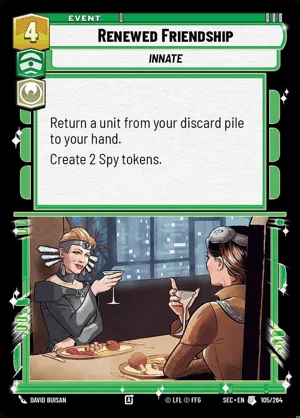 EVENT
4
RENEWED FRIENDSHIP
INNATE
Return a unit from your discard pile
to your hand.
Create 2 Spy tokens.
DAVID BUISAN
© LFL © FFG
SEC • EN
105/264